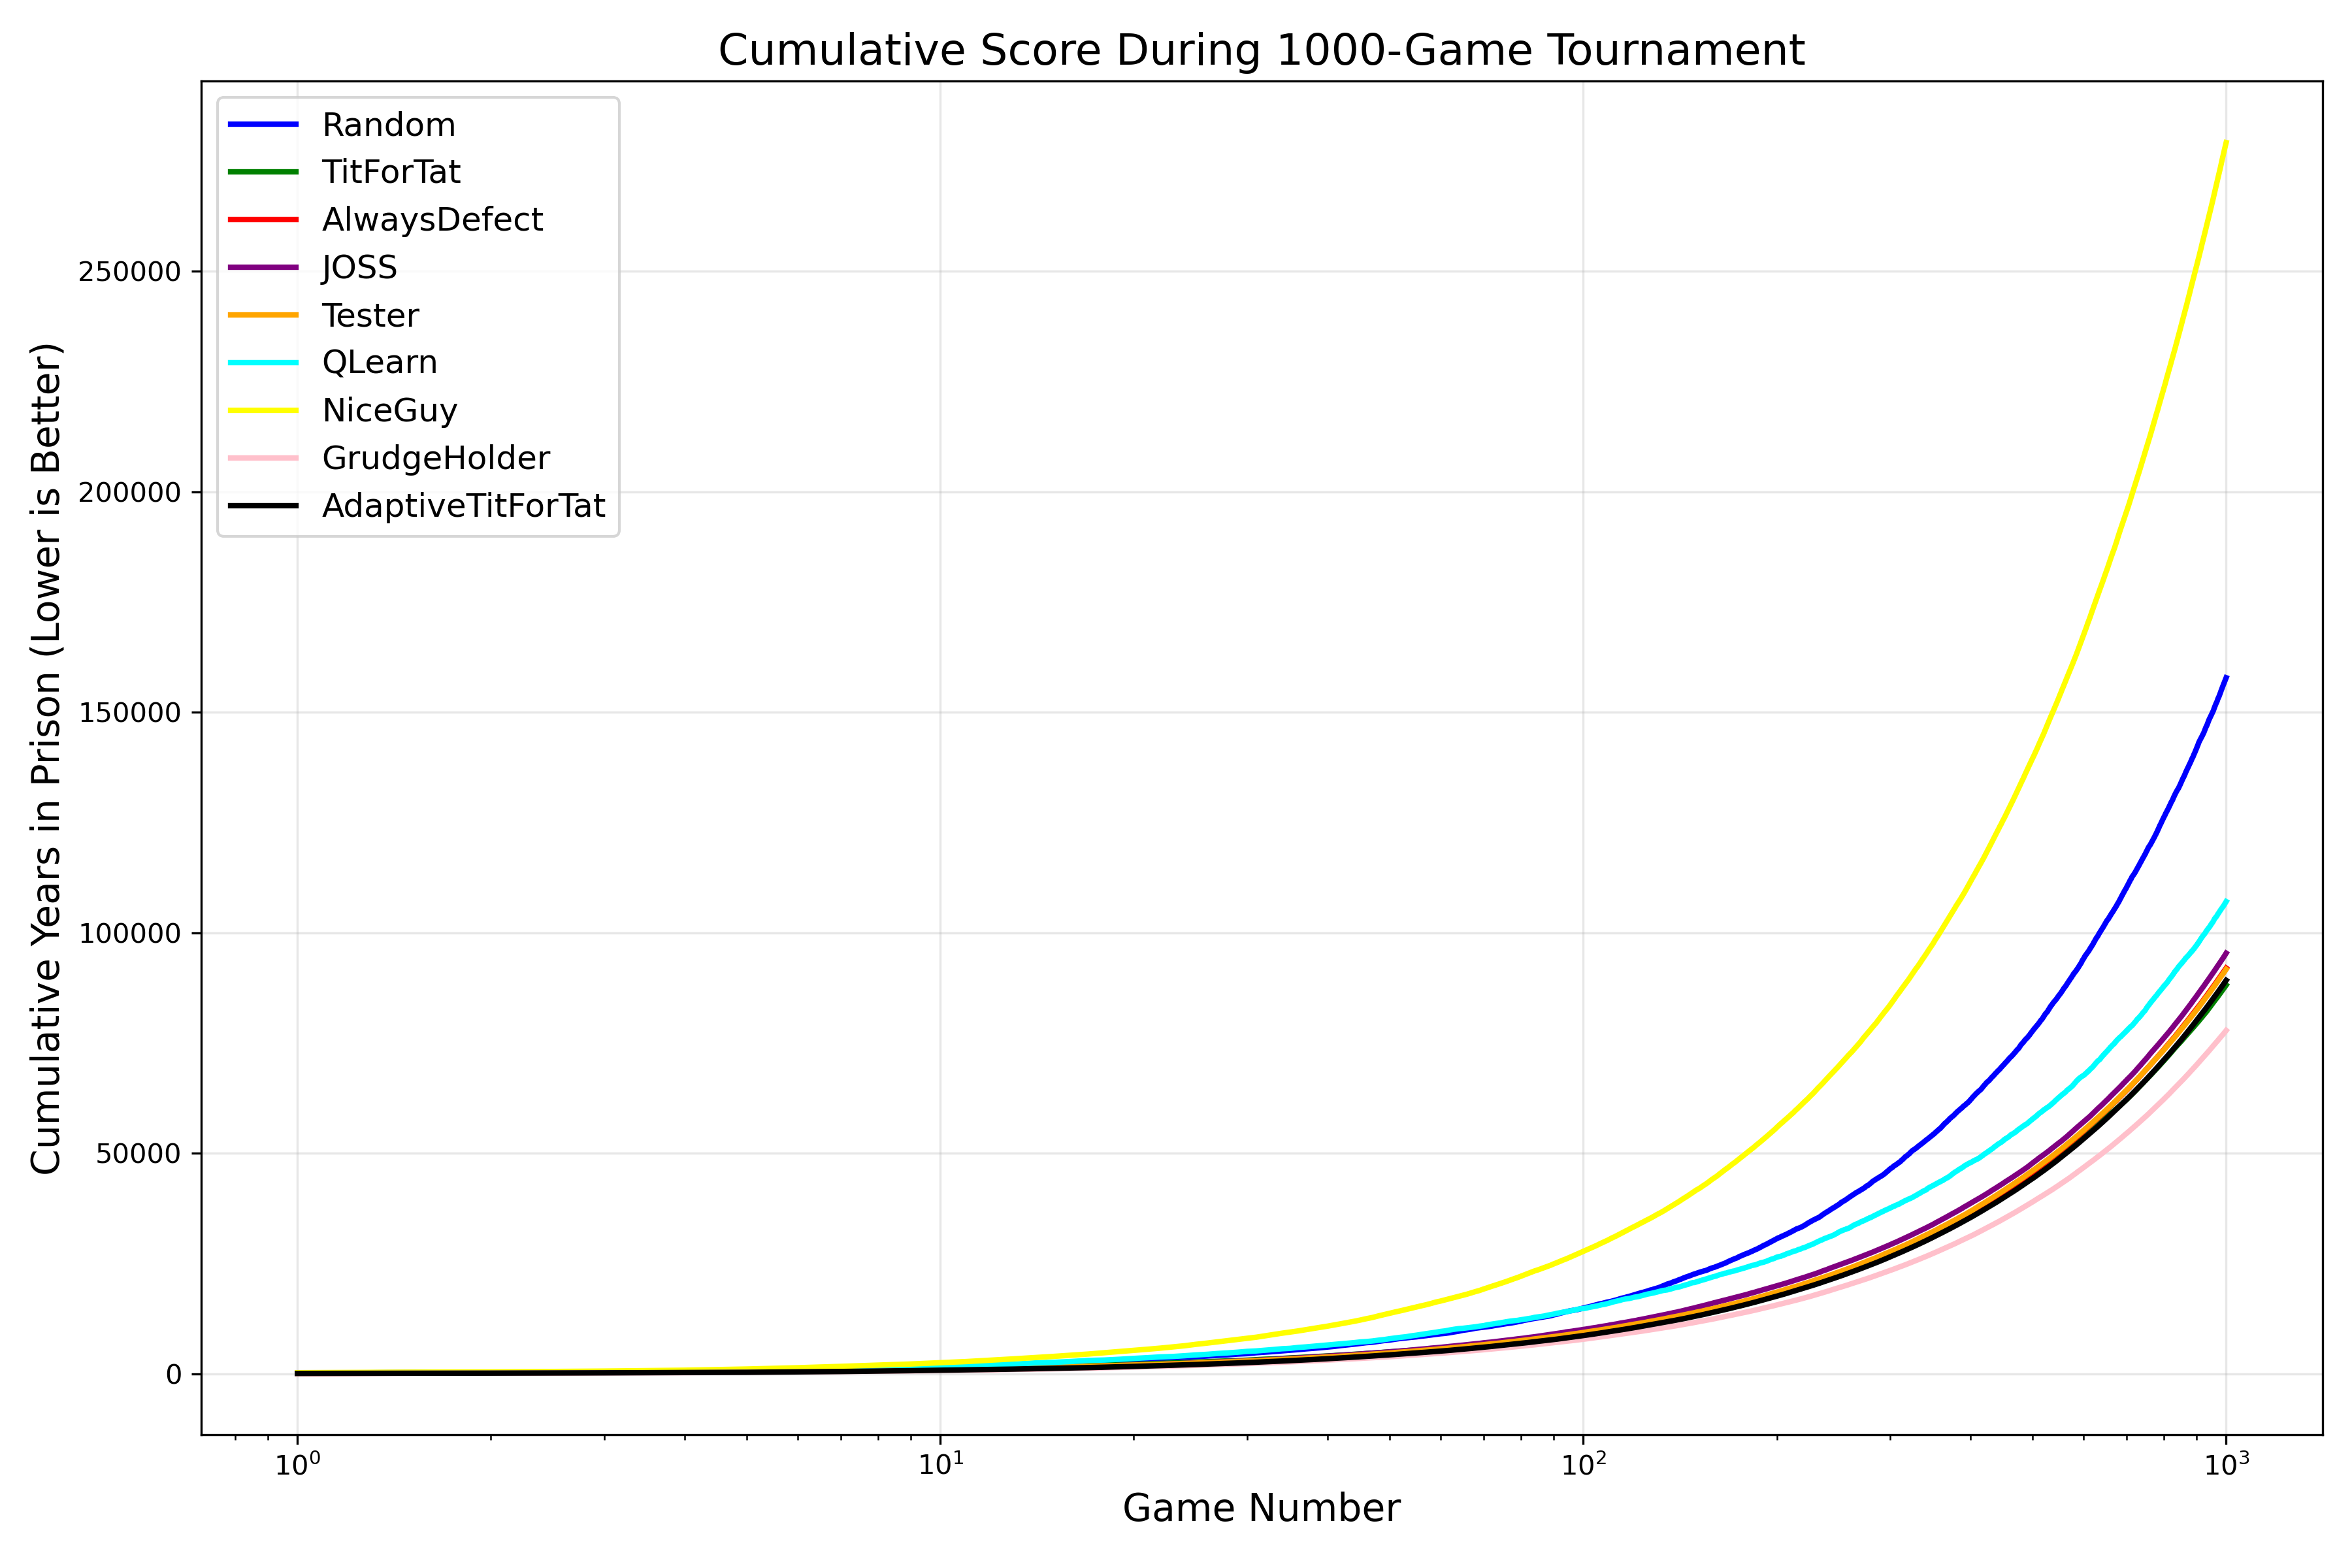 Cumulative Score During 1000-Game Tournament
Random
TitForTat
AlwaysDefect
JOSS
Tester
QLearn
NiceGuy
GrudgeHolder
AdaptiveTitForTat
Cumulative Years in Prison (Lower is Better)
250000
200000
150000
100000
50000
0
10⁰ 10¹ 10² 10³
Game Number